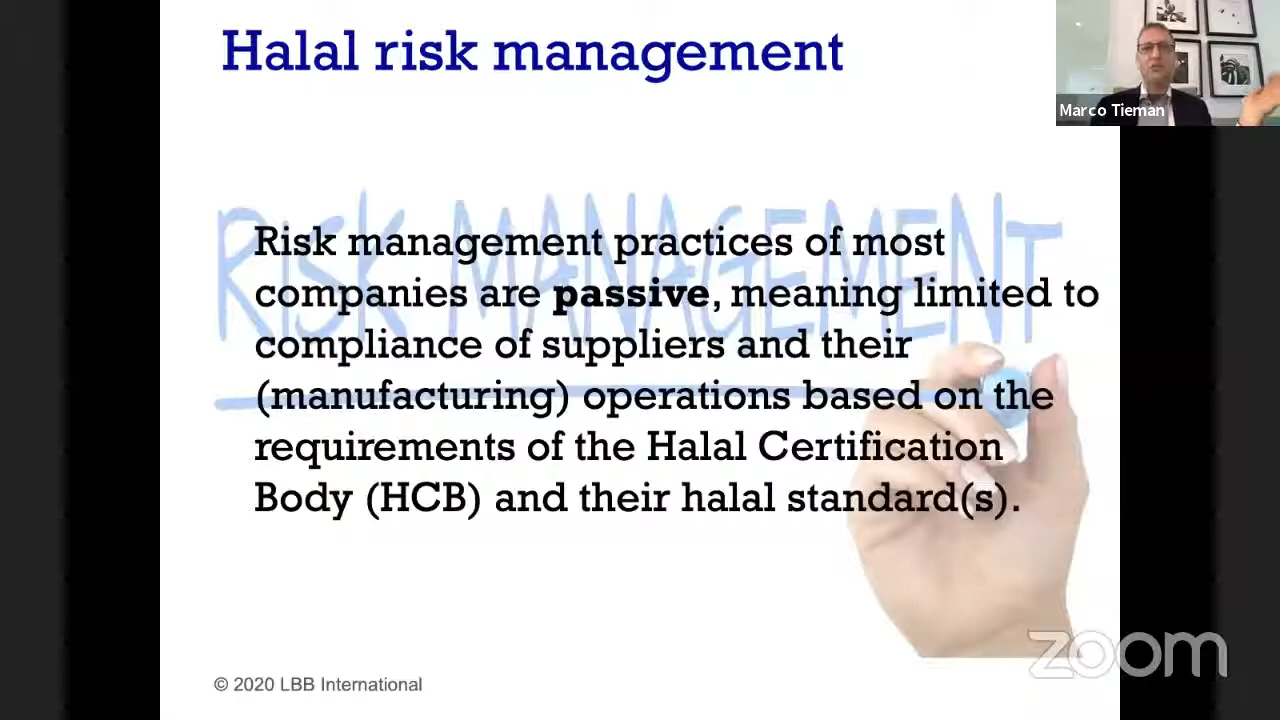 Halal risk management
Marco Tieman
RISK MANAGEMENT
Risk management practices of most
companies are passive, meaning limited to
compliance of suppliers and their
(manufacturing) operations based on the
requirements of the Halal Certification
Body (HCB) and their halal standard(s).
zoom
© 2020 LBB International